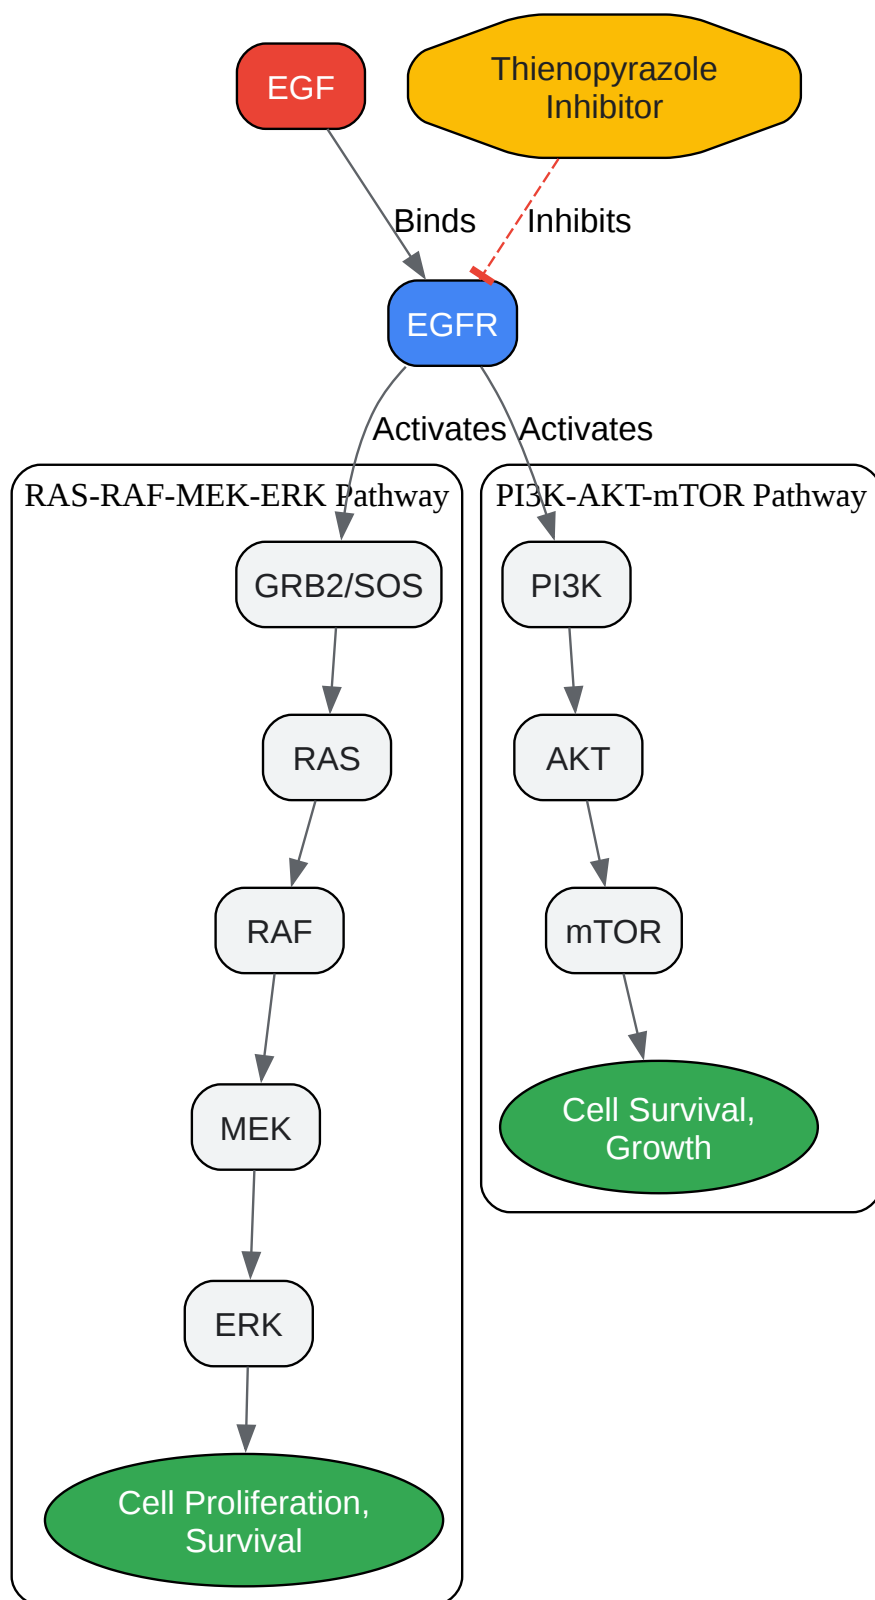 EGF
Thienopyrazole
Inhibitor
Binds
Inhibits
EGFR
Activates
Activates
RAS-RAF-MEK-ERK Pathway
PI3K-AKT-mTOR Pathway
GRB2/SOS
PI3K
RAS
AKT
RAF
mTOR
MEK
Cell Survival,
Growth
ERK
Cell Proliferation,
Survival